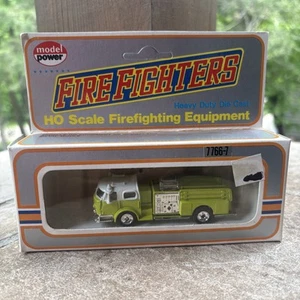 model
power
FIRE FIGHTERS
Heavy Duty Die Cast
HO Scale Firefighting Equipment
7766-7